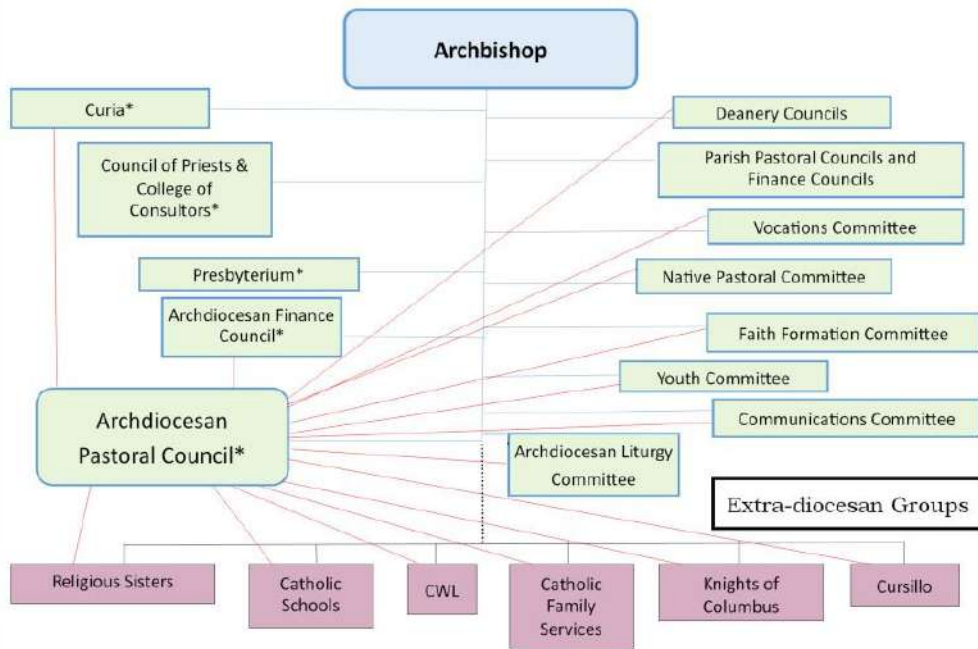 Archbishop
Curia*
Deanery Councils
Council of Priests &
College of
Consultors*
Parish Pastoral Councils and
Finance Councils
Vocations Committee
Presbyterium*
Native Pastoral Committee
Archdiocesan Finance
Council*
Faith Formation Committee
Youth Committee
Archdiocesan
Pastoral Council*
Communications Committee
Archdiocesan Liturgy
Committee
Extra-diocesan Groups
Religious Sisters
Catholic
Schools
CWL
Catholic
Family
Services
Knights of
Columbus
Cursillo